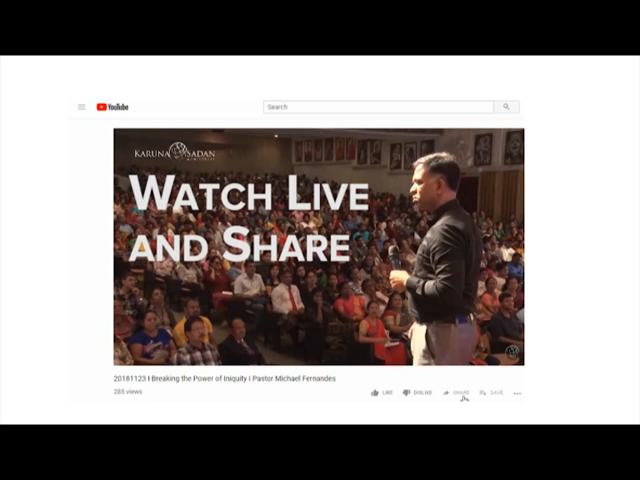 YouTube
Search
KARUNA SADAN
MINISTRIES
WATCH LIVE
AND SHARE
20181123 I Breaking the Power of Iniquity I Pastor Michael Fernandes
285 views
LIKE DISLIKE SHARE SAVE